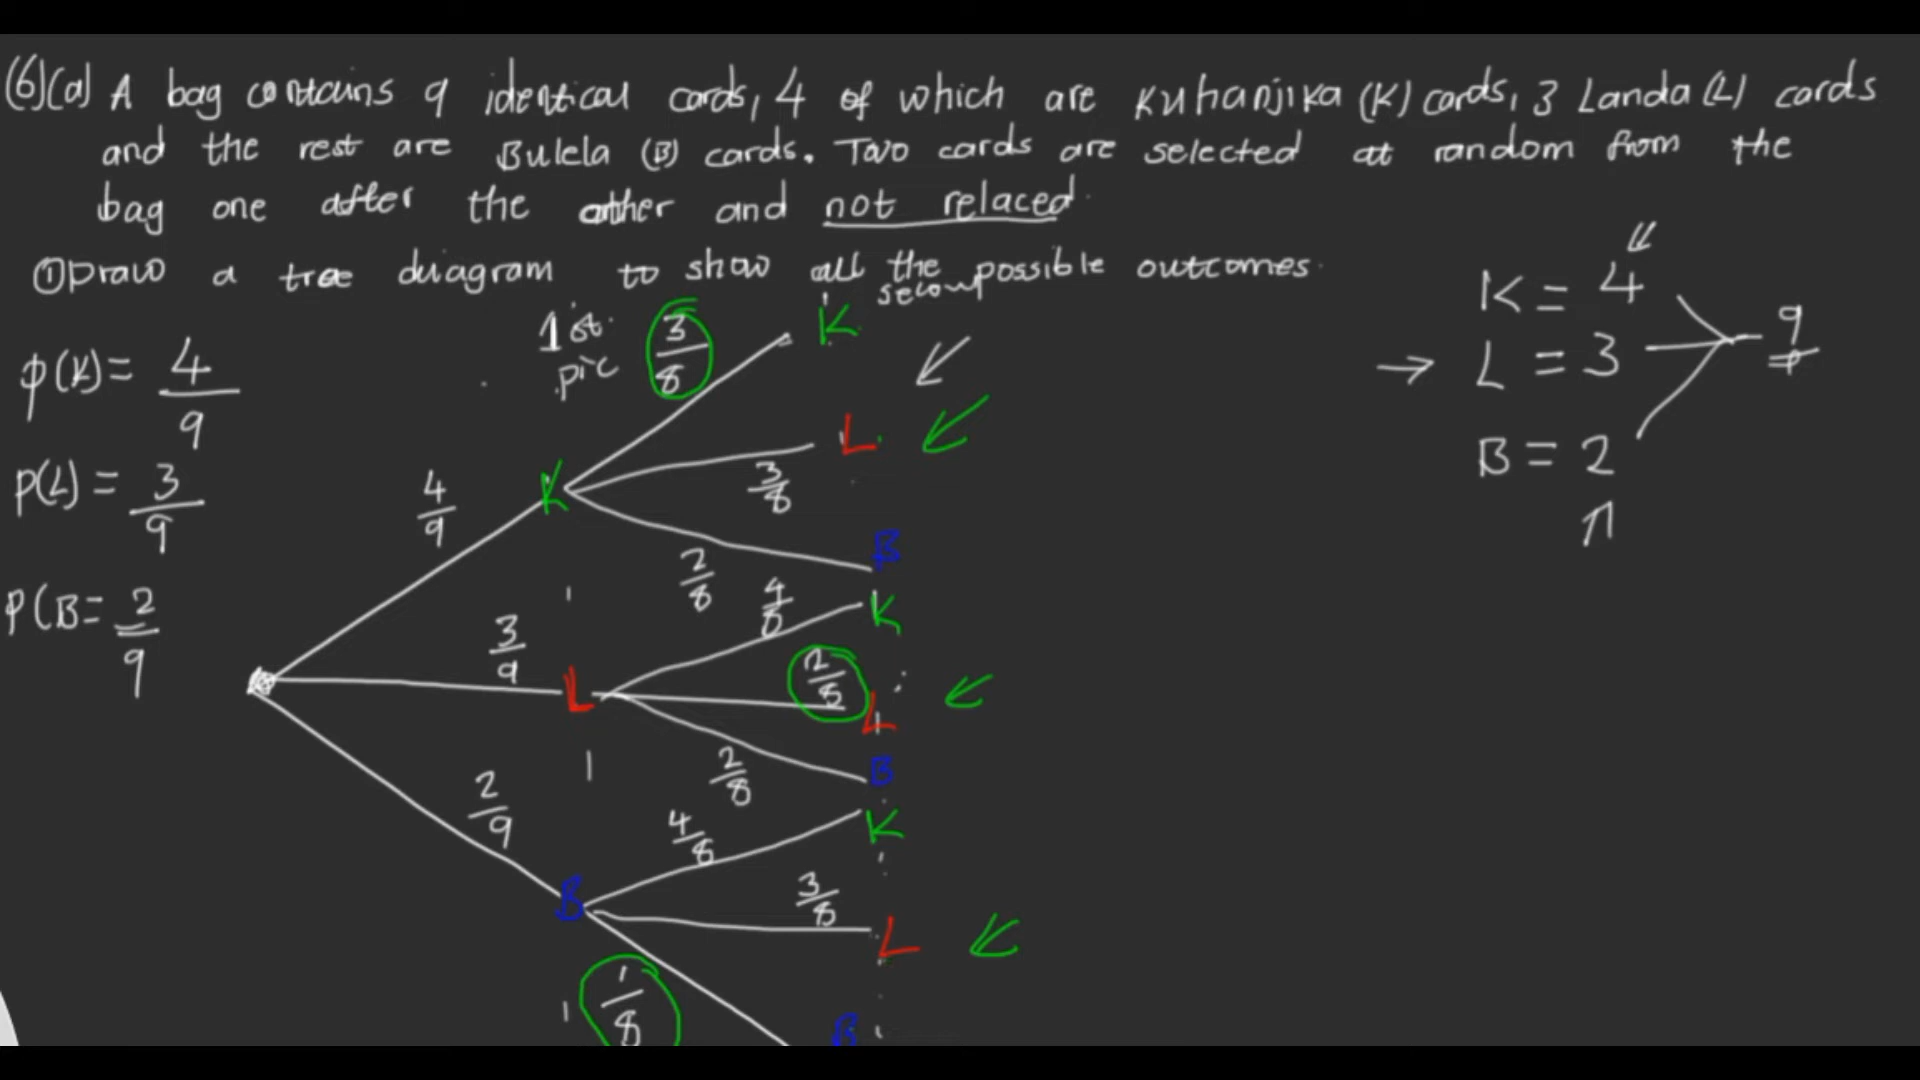 (6)(a) A bag contains 9 identical cards, 4 of which are Kuhanjika (K) cards, 3 Landa (L) cards
and the rest are Bulela (B) cards. Two cards are selected at random from the
bag one after the other and not relaced.
① Draw a tree diagram to show all the possible outcomes.
secon
1st
pic
K = 4
L = 3
B = 2
9
P(K) = 4/9
P(L) = 3/9
P(B = 2/9
4/9 K
3/8 K
3/8 L
2/8 B
3/9 L
4/8 K
2/8 L
2/8 B
2/9 B
4/8 K
3/8 L
1/8 B